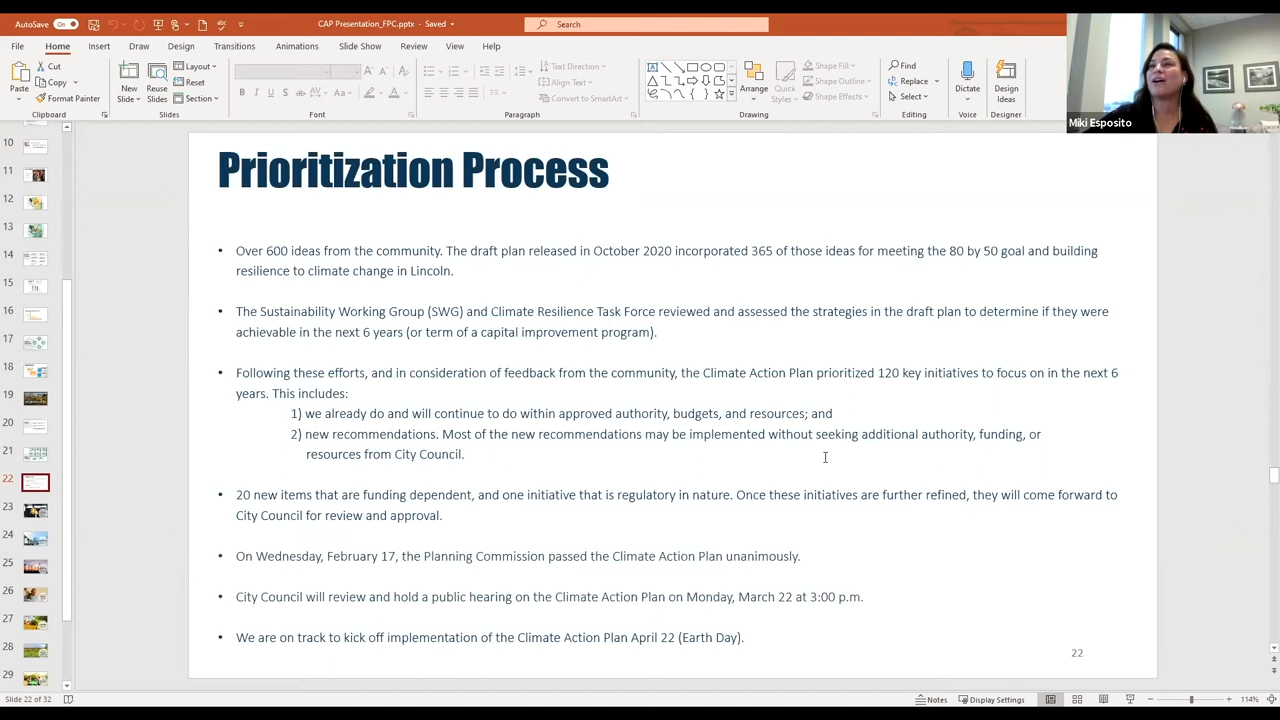 AutoSave On
CAP Presentation_FPC.pptx - Saved
Search
File Home Insert Draw Design Transitions Animations Slide Show Review View Help
Paste
Cut
Copy
Format Painter
Clipboard
New Slide
Reuse Slides
Layout
Reset
Section
Slides
B I U S
Font
Text Direction
Align Text
Convert to SmartArt
Paragraph
Arrange
Quick Styles
Shape Fill
Shape Outline
Shape Effects
Drawing
Find
Replace
Select
Editing
Dictate
Voice
Design Ideas
Designer
Miki Esposito
10
11
12
13
14
15
16
17
18
19
20
21
22
23
24
25
26
27
28
29
Prioritization Process
• Over 600 ideas from the community. The draft plan released in October 2020 incorporated 365 of those ideas for meeting the 80 by 50 goal and building
resilience to climate change in Lincoln.
• The Sustainability Working Group (SWG) and Climate Resilience Task Force reviewed and assessed the strategies in the draft plan to determine if they were
achievable in the next 6 years (or term of a capital improvement program).
• Following these efforts, and in consideration of feedback from the community, the Climate Action Plan prioritized 120 key initiatives to focus on in the next 6
years. This includes:
1) we already do and will continue to do within approved authority, budgets, and resources; and
2) new recommendations. Most of the new recommendations may be implemented without seeking additional authority, funding, or
resources from City Council.
• 20 new items that are funding dependent, and one initiative that is regulatory in nature. Once these initiatives are further refined, they will come forward to
City Council for review and approval.
• On Wednesday, February 17, the Planning Commission passed the Climate Action Plan unanimously.
• City Council will review and hold a public hearing on the Climate Action Plan on Monday, March 22 at 3:00 p.m.
• We are on track to kick off implementation of the Climate Action Plan April 22 (Earth Day).
22
Slide 22 of 32
Notes
Display Settings
114%